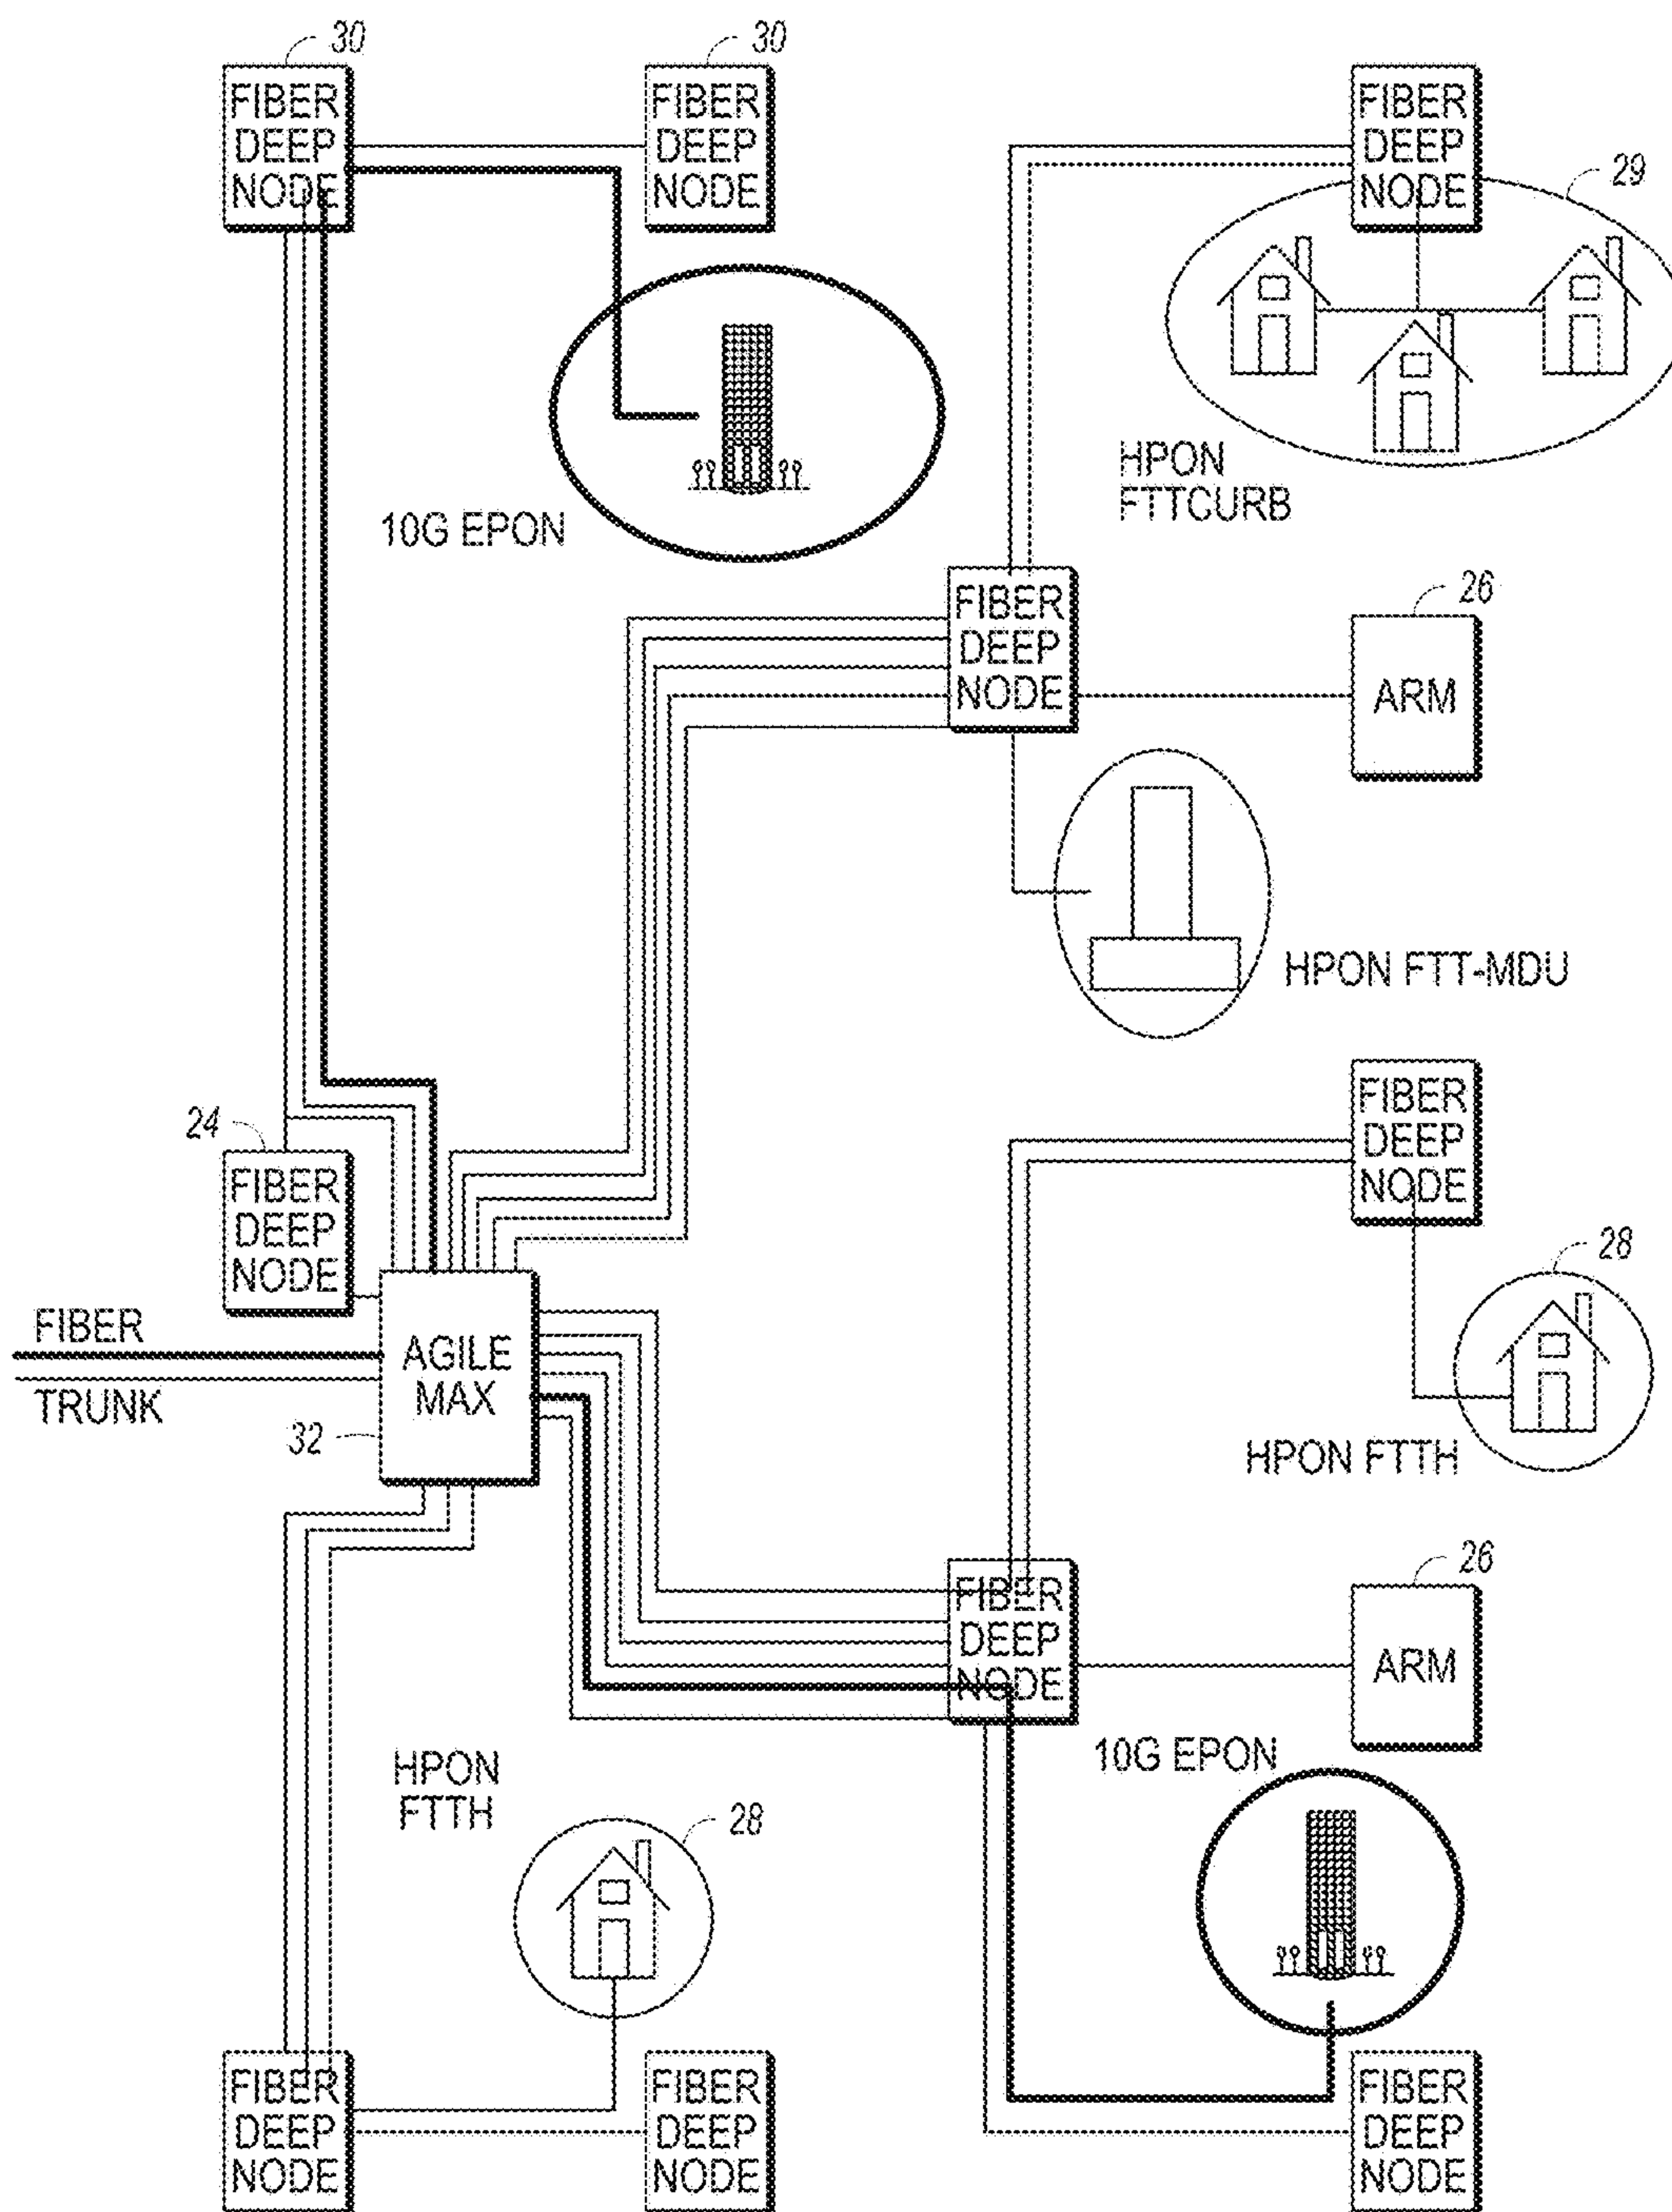 30
30
FIBER
DEEP
NODE
FIBER
DEEP
NODE
FIBER
DEEP
NODE
29
10G EPON
HPON
FTTCURB
FIBER
DEEP
NODE
26
ARM
HPON FTT-MDU
24
FIBER
DEEP
NODE
FIBER
DEEP
NODE
28
FIBER
TRUNK
AGILE
MAX
32
HPON FTTH
FIBER
DEEP
NODE
26
ARM
HPON
FTTH
28
10G EPON
FIBER
DEEP
NODE
FIBER
DEEP
NODE
FIBER
DEEP
NODE